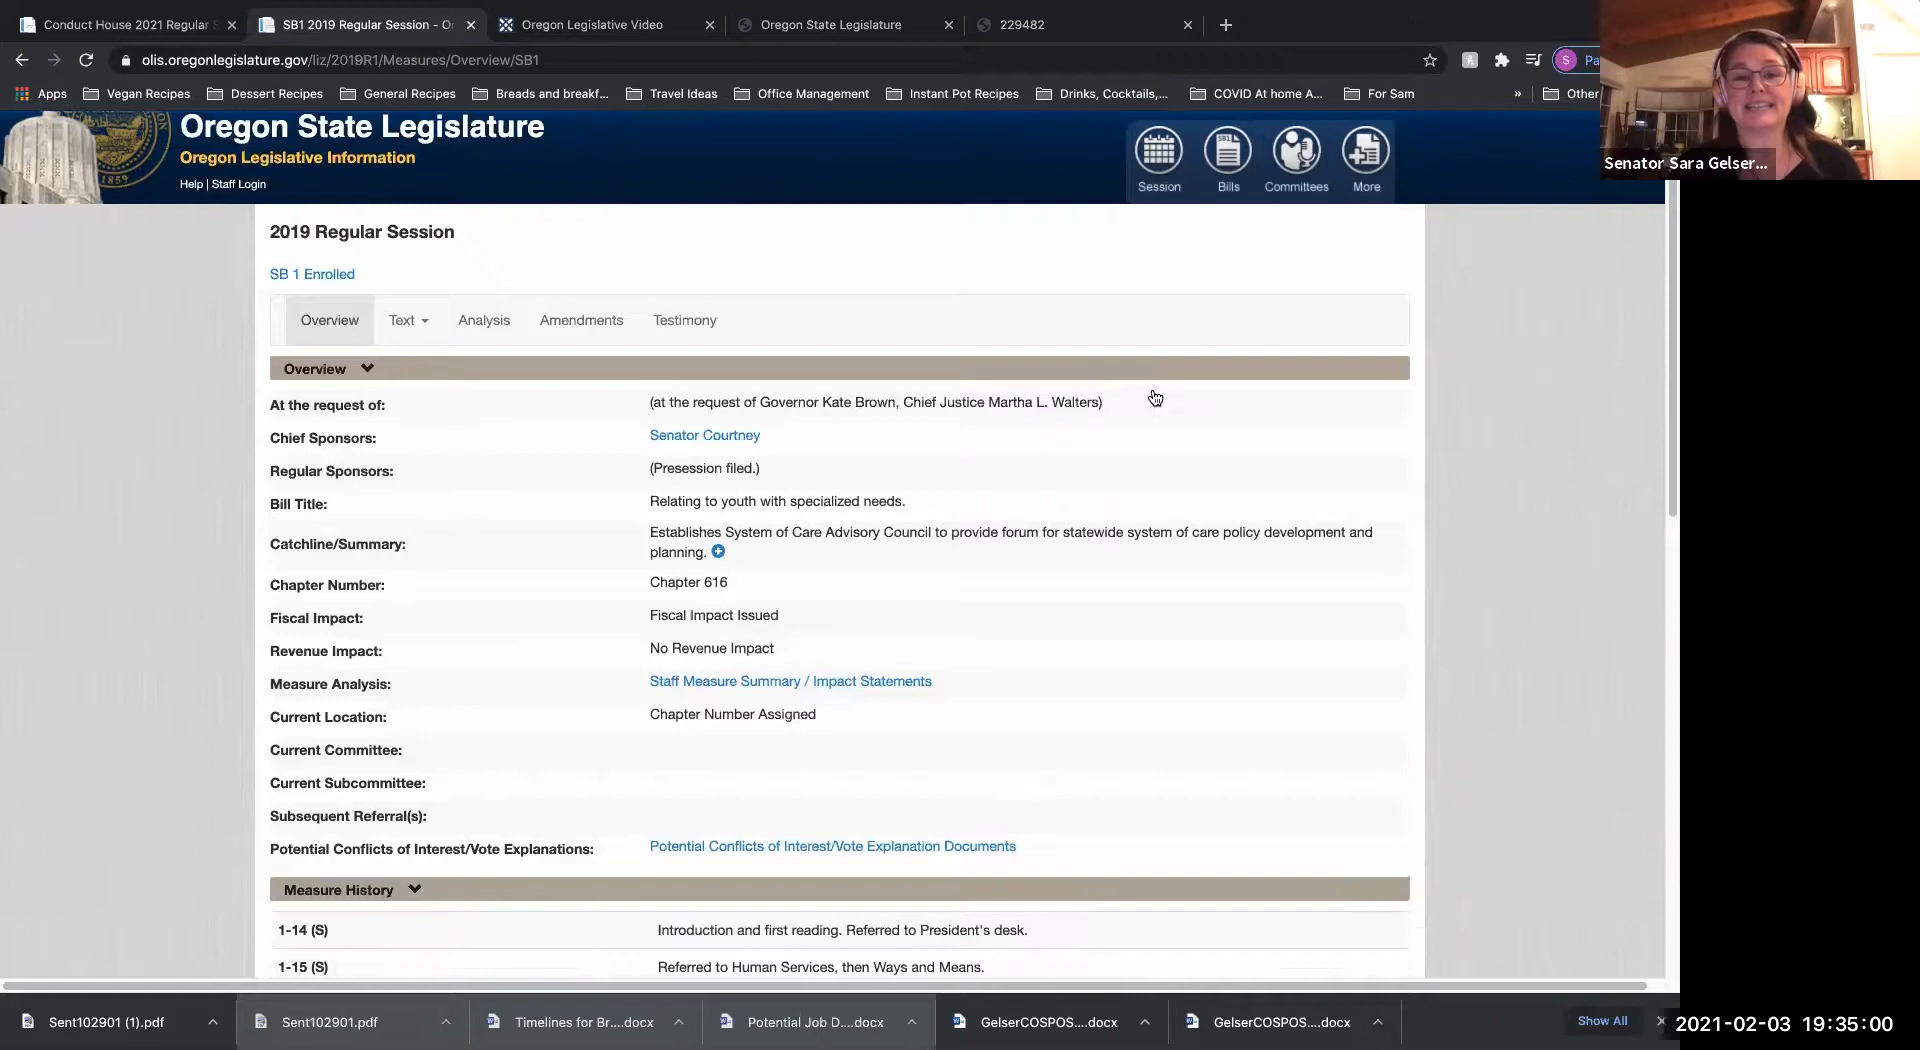 Conduct House 2021 Regular S
SB1 2019 Regular Session - Or
Oregon Legislative Video
Oregon State Legislature
229482
olis.oregonlegislature.gov/liz/2019R1/Measures/Overview/SB1
S
Pa
Apps
Vegan Recipes
Dessert Recipes
General Recipes
Breads and breakf...
Travel Ideas
Office Management
Instant Pot Recipes
Drinks, Cocktails,...
COVID At home A...
For Sam
»
Other
Senator Sara Gelser...
Oregon State Legislature
Oregon Legislative Information
Help | Staff Login
1859
SB1
Session
Bills
Committees
More
2019 Regular Session
SB 1 Enrolled
Overview
Text
Analysis
Amendments
Testimony
Overview
At the request of: (at the request of Governor Kate Brown, Chief Justice Martha L. Walters)
Chief Sponsors: Senator Courtney
Regular Sponsors: (Presession filed.)
Bill Title: Relating to youth with specialized needs.
Catchline/Summary: Establishes System of Care Advisory Council to provide forum for statewide system of care policy development and
planning.
Chapter Number: Chapter 616
Fiscal Impact: Fiscal Impact Issued
Revenue Impact: No Revenue Impact
Measure Analysis: Staff Measure Summary / Impact Statements
Current Location: Chapter Number Assigned
Current Committee:
Current Subcommittee:
Subsequent Referral(s):
Potential Conflicts of Interest/Vote Explanations: Potential Conflicts of Interest/Vote Explanation Documents
Measure History
1-14 (S) Introduction and first reading. Referred to President's desk.
1-15 (S) Referred to Human Services, then Ways and Means.
Sent102901 (1).pdf
Sent102901.pdf
Timelines for Br....docx
Potential Job D....docx
GelserCOSPOS....docx
GelserCOSPOS....docx
Show All
2021-02-03 19:35:00